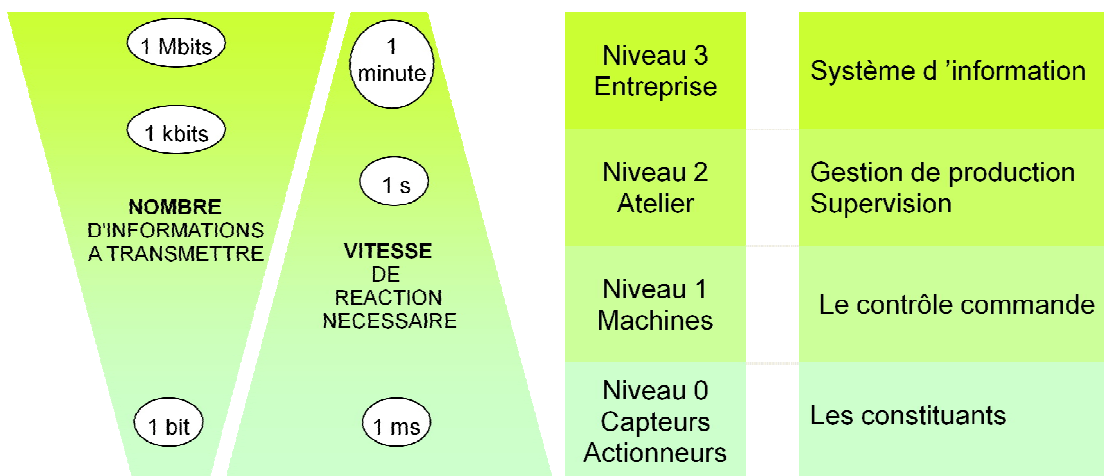 1 Mbits
1 kbits
NOMBRE
D'INFORMATIONS
A TRANSMETTRE
1 bit
1
minute
1 s
VITESSE
DE
REACTION
NECESSAIRE
1 ms
Niveau 3
Entreprise
Système d ’information
Niveau 2
Atelier
Gestion de production
Supervision
Niveau 1
Machines
Le contrôle commande
Niveau 0
Capteurs
Actionneurs
Les constituants